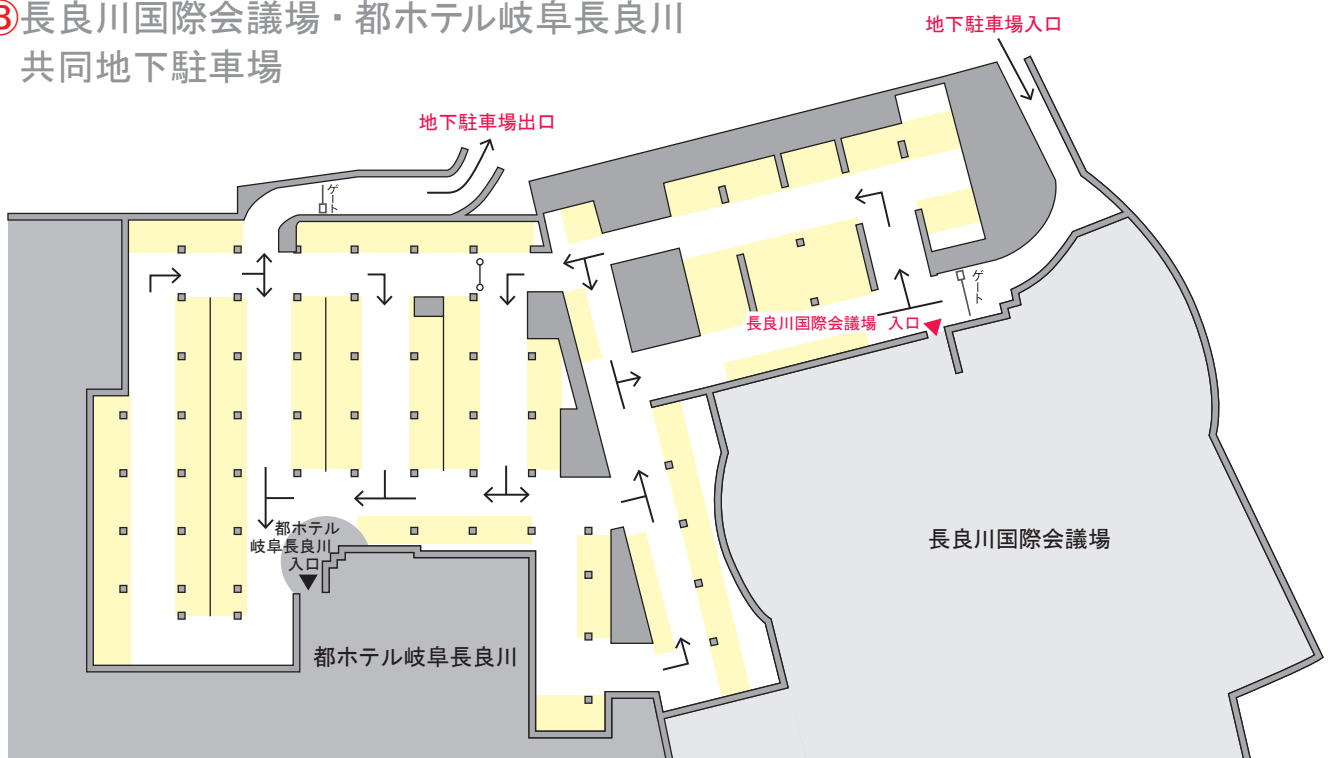 ③長良川国際会議場・都ホテル岐阜長良川
共同地下駐車場
地下駐車場入口
地下駐車場出口
ゲート
ゲート
長良川国際会議場 入口
都ホテル
岐阜長良川
入口
長良川国際会議場
都ホテル岐阜長良川